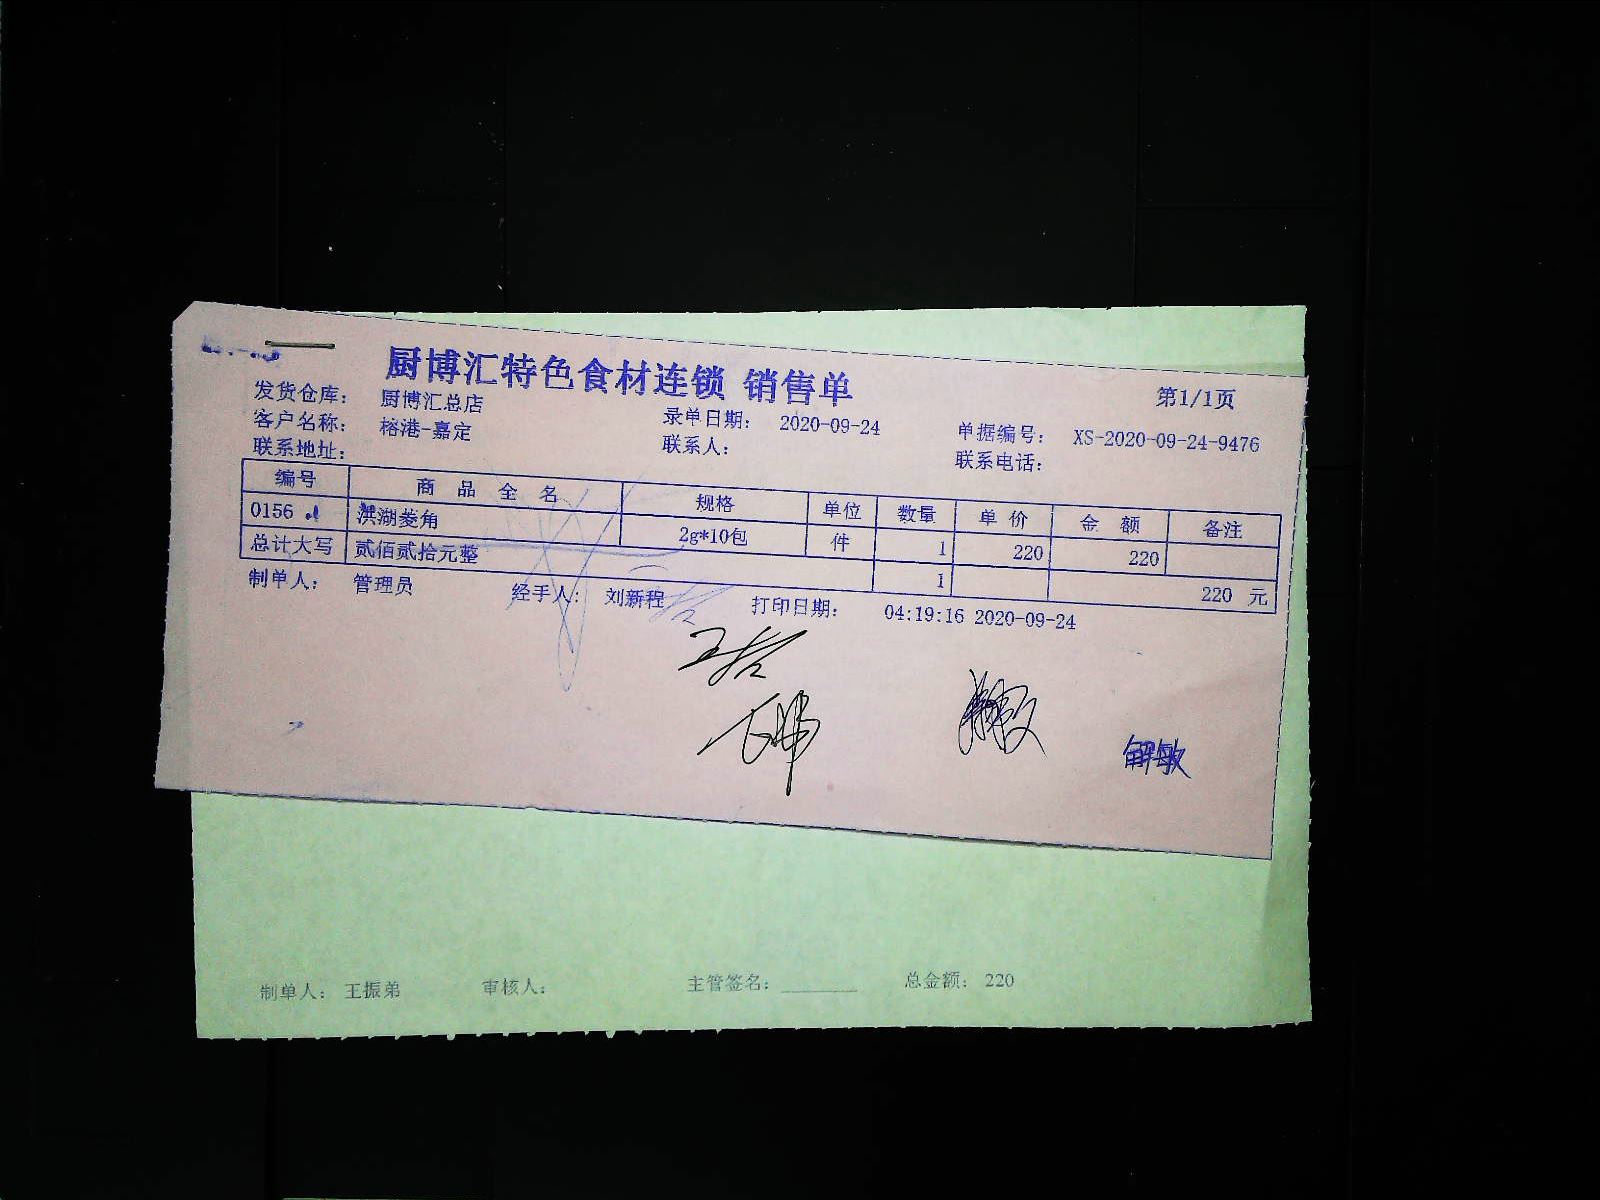 厨博汇特色食材连锁 销售单
第1/1页
发货仓库： 厨博汇总店
客户名称： 榕港-嘉定 录单日期： 2020-09-24 单据编号： XS-2020-09-24-9476
联系地址： 联系人： 联系电话：
编号 商 品 全 名 规格 单位 数量 单 价 金 额 备注
0156 洪湖菱角 2g*10包 件 1 220 220
总计大写 贰佰贰拾元整 1 220 元
制单人： 管理员 经手人： 刘新程 打印日期： 04:19:16 2020-09-24
解敏
制单人： 王振弟 审核人： 主管签名： 总金额： 220